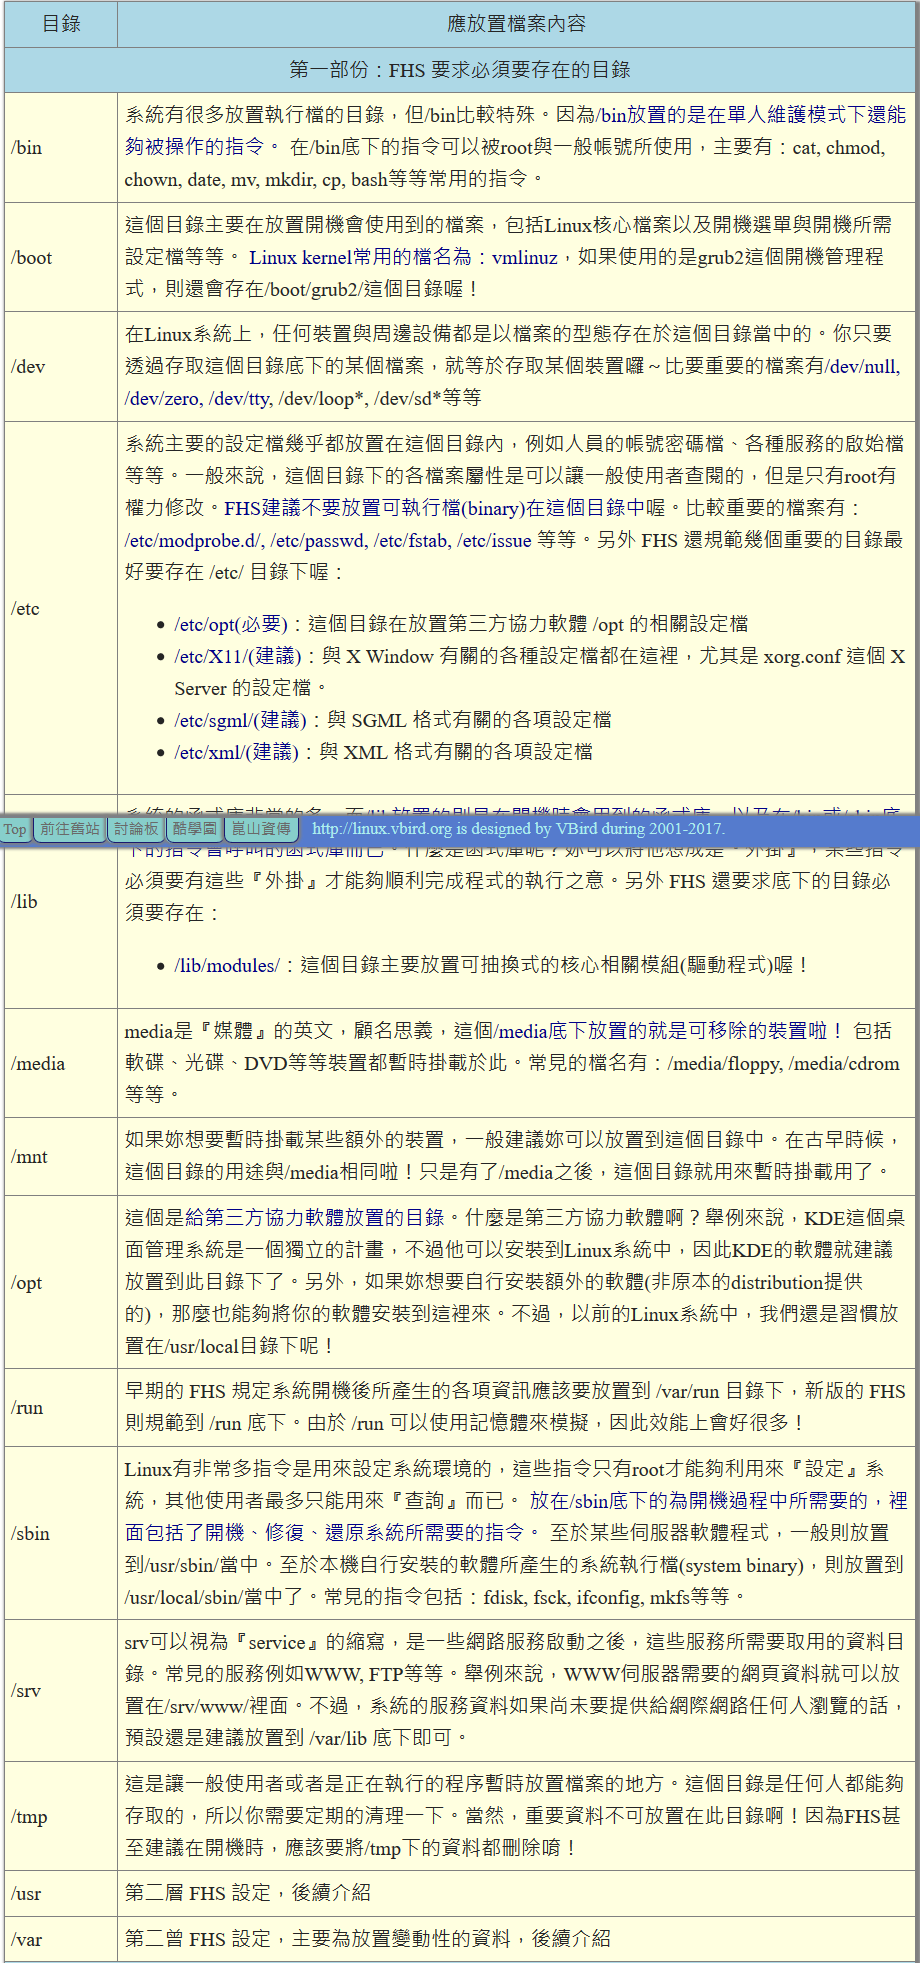 目錄
應放置檔案內容
第一部份：FHS 要求必須要存在的目錄
/bin
系統有很多放置執行檔的目錄，但/bin比較特殊。因為/bin放置的是在單人維護模式下還能
夠被操作的指令。 在/bin底下的指令可以被root與一般帳號所使用，主要有：cat, chmod,
chown, date, mv, mkdir, cp, bash等等常用的指令。
/boot
這個目錄主要在放置開機會使用到的檔案，包括Linux核心檔案以及開機選單與開機所需
設定檔等等。 Linux kernel常用的檔名為：vmlinuz，如果使用的是grub2這個開機管理程
式，則還會存在/boot/grub2/這個目錄喔！
/dev
在Linux系統上，任何裝置與周邊設備都是以檔案的型態存在於這個目錄當中的。你只要
透過存取這個目錄底下的某個檔案，就等於存取某個裝置囉～比要重要的檔案有/dev/null,
/dev/zero, /dev/tty, /dev/loop*, /dev/sd*等等
/etc
系統主要的設定檔幾乎都放置在這個目錄內，例如人員的帳號密碼檔、各種服務的啟始檔
等等。一般來說，這個目錄下的各檔案屬性是可以讓一般使用者查閱的，但是只有root有
權力修改。FHS建議不要放置可執行檔(binary)在這個目錄中喔。比較重要的檔案有：
/etc/modprobe.d/, /etc/passwd, /etc/fstab, /etc/issue 等等。另外 FHS 還規範幾個重要的目錄最
好要存在 /etc/ 目錄下喔：
• /etc/opt(必要)：這個目錄在放置第三方協力軟體 /opt 的相關設定檔
• /etc/X11/(建議)：與 X Window 有關的各種設定檔都在這裡，尤其是 xorg.conf 這個 X
Server 的設定檔。
• /etc/sgml/(建議)：與 SGML 格式有關的各項設定檔
• /etc/xml/(建議)：與 XML 格式有關的各項設定檔
Top 前往舊站 討論板 酷學園 崑山資傳 http://linux.vbird.org is designed by VBird during 2001-2017.
/lib
下的指令會呼叫的函式庫而已。什麼是函式庫呢？妳可以將他想成是『外掛』，某些指令
必須要有這些『外掛』才能夠順利完成程式的執行之意。另外 FHS 還要求底下的目錄必
須要存在：
• /lib/modules/：這個目錄主要放置可抽換式的核心相關模組(驅動程式)喔！
/media
media是『媒體』的英文，顧名思義，這個/media底下放置的就是可移除的裝置啦！ 包括
軟碟、光碟、DVD等等裝置都暫時掛載於此。常見的檔名有：/media/floppy, /media/cdrom
等等。
/mnt
如果妳想要暫時掛載某些額外的裝置，一般建議妳可以放置到這個目錄中。在古早時候，
這個目錄的用途與/media相同啦！只是有了/media之後，這個目錄就用來暫時掛載用了。
/opt
這個是給第三方協力軟體放置的目錄。什麼是第三方協力軟體啊？舉例來說，KDE這個桌
面管理系統是一個獨立的計畫，不過他可以安裝到Linux系統中，因此KDE的軟體就建議
放置到此目錄下了。另外，如果妳想要自行安裝額外的軟體(非原本的distribution提供
的)，那麼也能夠將你的軟體安裝到這裡來。不過，以前的Linux系統中，我們還是習慣放
置在/usr/local目錄下呢！
/run
早期的 FHS 規定系統開機後所產生的各項資訊應該要放置到 /var/run 目錄下，新版的 FHS
則規範到 /run 底下。由於 /run 可以使用記憶體來模擬，因此效能上會好很多！
/sbin
Linux有非常多指令是用來設定系統環境的，這些指令只有root才能夠利用來『設定』系
統，其他使用者最多只能用來『查詢』而已。 放在/sbin底下的為開機過程中所需要的，裡
面包括了開機、修復、還原系統所需要的指令。 至於某些伺服器軟體程式，一般則放置
到/usr/sbin/當中。至於本機自行安裝的軟體所產生的系統執行檔(system binary)，則放置到
/usr/local/sbin/當中了。常見的指令包括：fdisk, fsck, ifconfig, mkfs等等。
/srv
srv可以視為『service』的縮寫，是一些網路服務啟動之後，這些服務所需要取用的資料目
錄。常見的服務例如WWW, FTP等等。舉例來說，WWW伺服器需要的網頁資料就可以放
置在/srv/www/裡面。不過，系統的服務資料如果尚未要提供給網際網路任何人瀏覽的話，
預設還是建議放置到 /var/lib 底下即可。
/tmp
這是讓一般使用者或者是正在執行的程序暫時放置檔案的地方。這個目錄是任何人都能夠
存取的，所以你需要定期的清理一下。當然，重要資料不可放置在此目錄啊！因為FHS甚
至建議在開機時，應該要將/tmp下的資料都刪除唷！
/usr
第二層 FHS 設定，後續介紹
/var
第二曾 FHS 設定，主要為放置變動性的資料，後續介紹